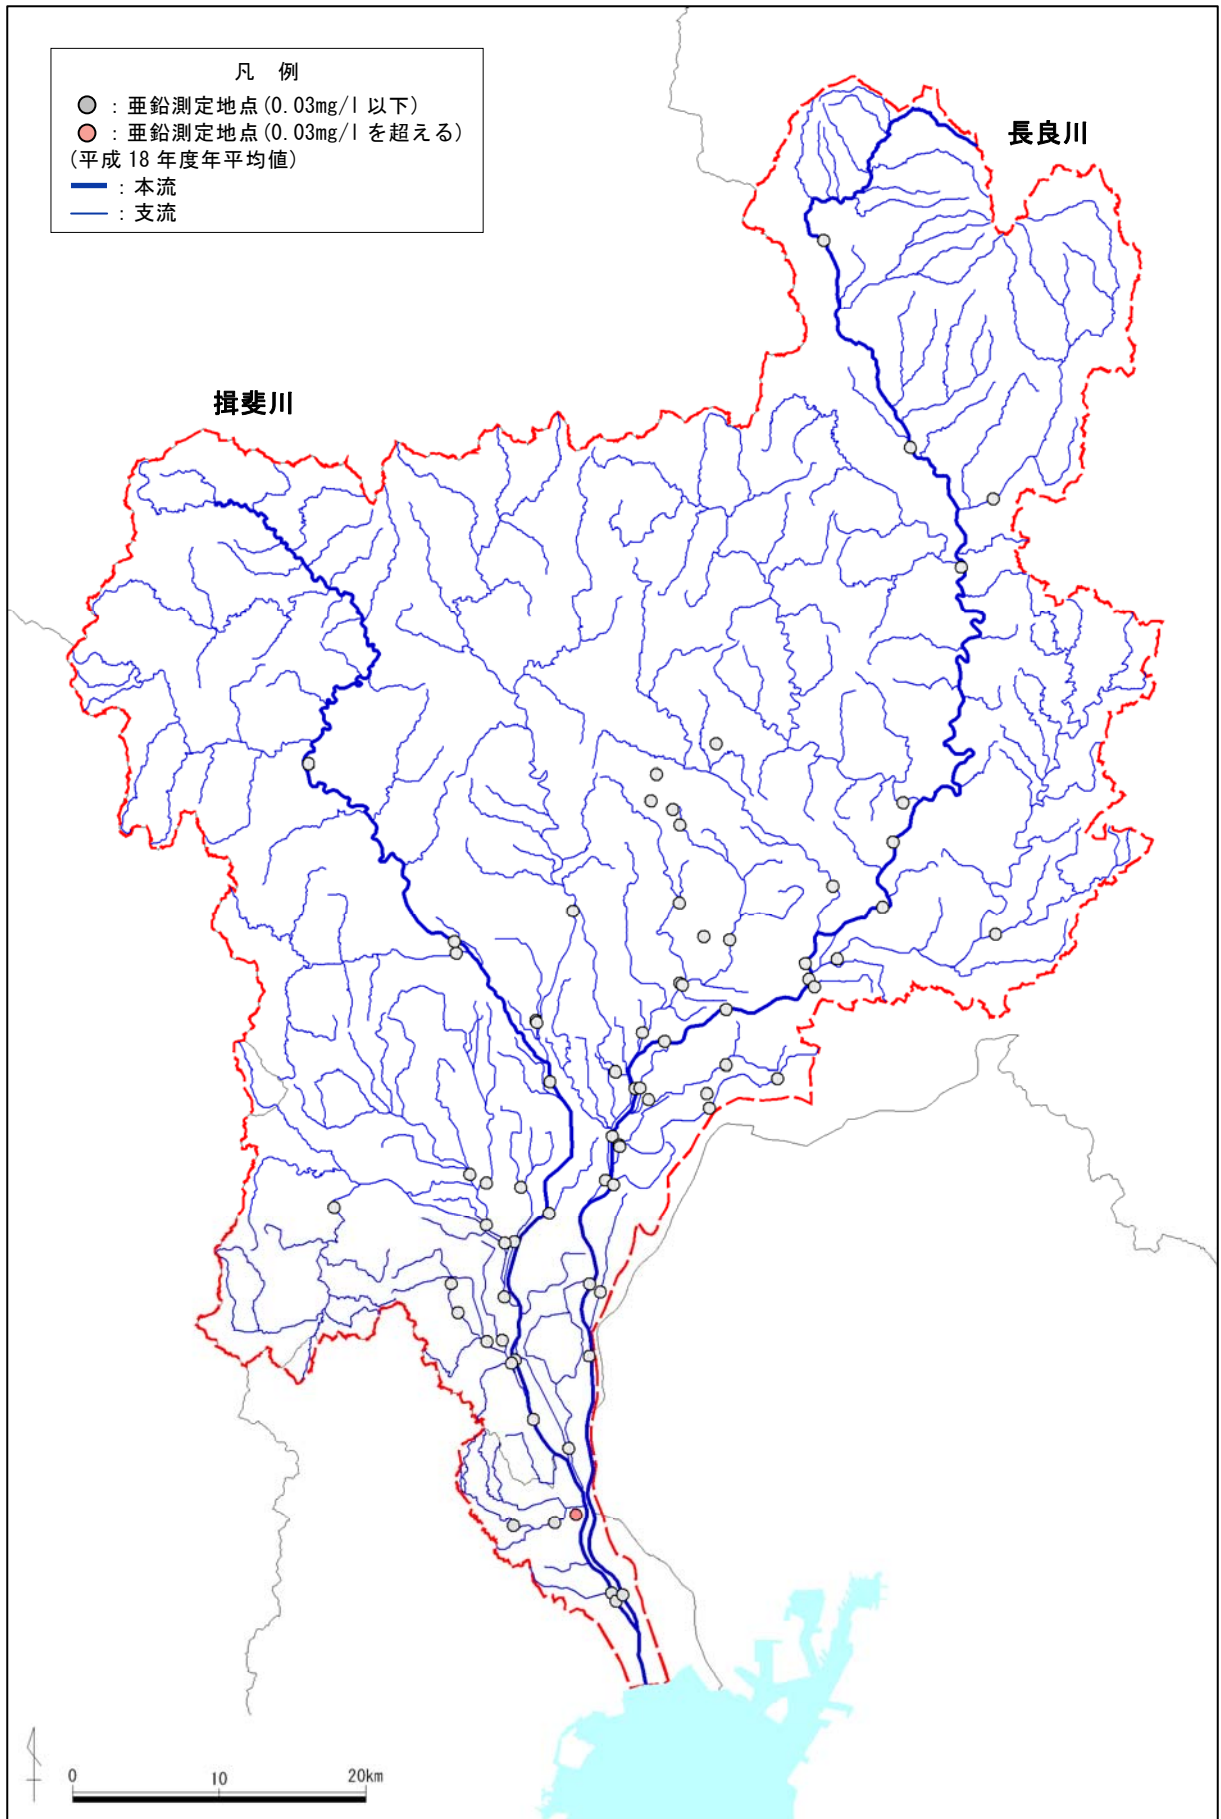 凡 例
：亜鉛測定地点(0.03mg/l 以下)
：亜鉛測定地点(0.03mg/l を超える)
(平成 18 年度年平均値)
：本流
：支流
長良川
揖斐川
0 10 20km